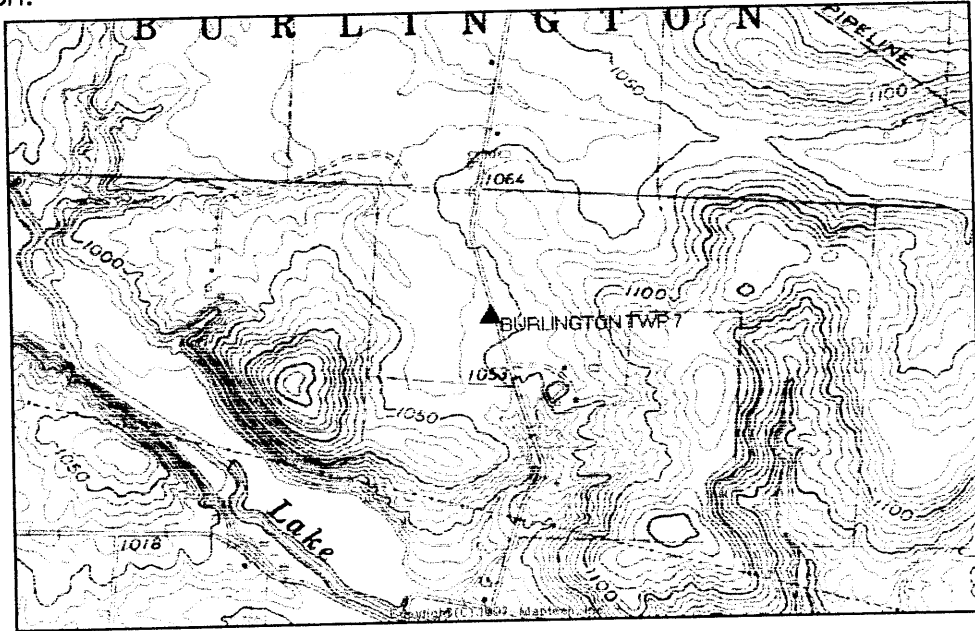 BURLINGTON
PIPELINE
1050
1100
1064
1000
1100
BURLINGTON TWP 7
1053
1050
1050
Lake
1018
1100
1100
Copyright (C) 1997, Maptech, Inc.